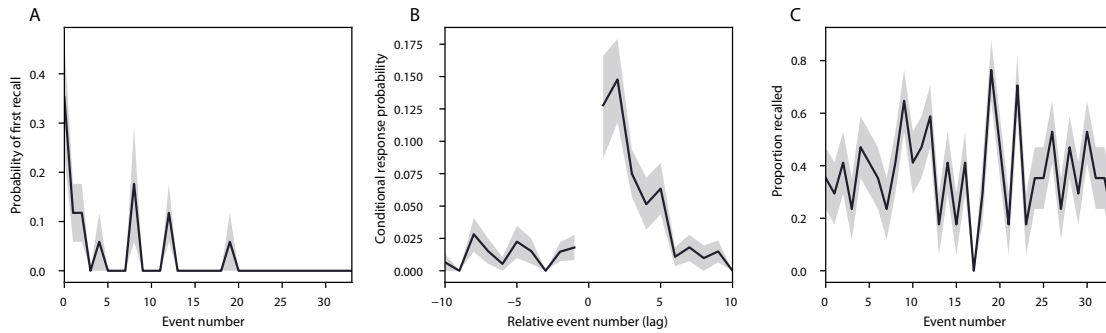 A
Probability of first recall
0.4
0.3
0.2
0.1
0.0
0 5 10 15 20 25 30
Event number
B
Conditional response probability
0.175
0.150
0.125
0.100
0.075
0.050
0.025
0.000
−10 −5 0 5 10
Relative event number (lag)
C
Proportion recalled
0.8
0.6
0.4
0.2
0.0
0 5 10 15 20 25 30
Event number